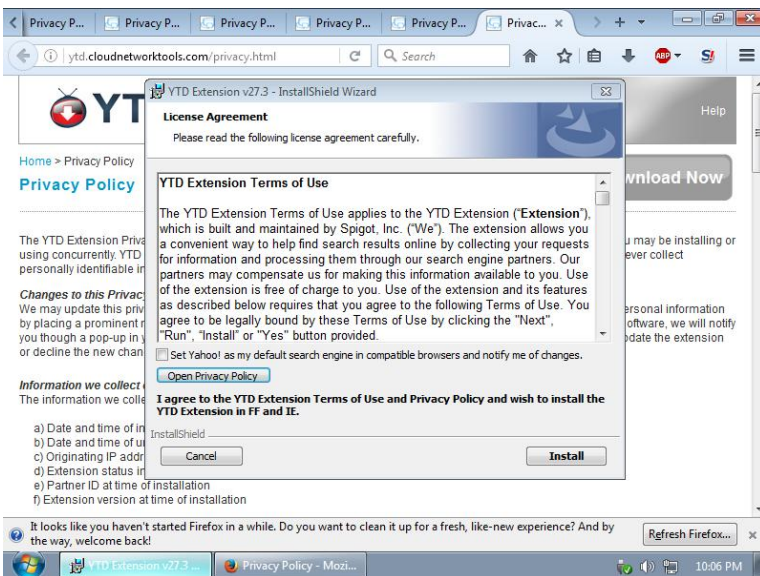 Privacy P...
Privacy P...
Privacy P...
Privacy P...
Privacy P...
Privac...
ytd.cloudnetworktools.com/privacy.html
Search
ABP
YT
Help
Home > Privacy Policy
Privacy Policy
wnload Now
The YTD Extension Priva
u may be installing or
using concurrently. YTD
ever collect
personally identifiable in
Changes to this Privac
We may update this priv
ersonal information
by placing a prominent n
oftware, we will notify
you though a pop-up in y
pdate the extension
or decline the new chan
Information we collect
The information we colle
a) Date and time of in
b) Date and time of u
c) Originating IP addr
d) Extension status in
e) Partner ID at time of installation
f) Extension version at time of installation
YTD Extension v27.3 - InstallShield Wizard
License Agreement
Please read the following license agreement carefully.
YTD Extension Terms of Use
The YTD Extension Terms of Use applies to the YTD Extension (“Extension”),
which is built and maintained by Spigot, Inc. (“We”). The extension allows you
a convenient way to help find search results online by collecting your requests
for information and processing them through our search engine partners. Our
partners may compensate us for making this information available to you. Use
of the extension is free of charge to you. Use of the extension and its features
as described below requires that you agree to the following Terms of Use. You
agree to be legally bound by these Terms of Use by clicking the "Next",
"Run", “Install” or "Yes" button provided.
Set Yahoo! as my default search engine in compatible browsers and notify me of changes.
Open Privacy Policy
I agree to the YTD Extension Terms of Use and Privacy Policy and wish to install the
YTD Extension in FF and IE.
InstallShield
Cancel
Install
It looks like you haven't started Firefox in a while. Do you want to clean it up for a fresh, like-new experience? And by
the way, welcome back!
Refresh Firefox...
YTD Extension v27.3 ...
Privacy Policy - Mozi...
10:06 PM